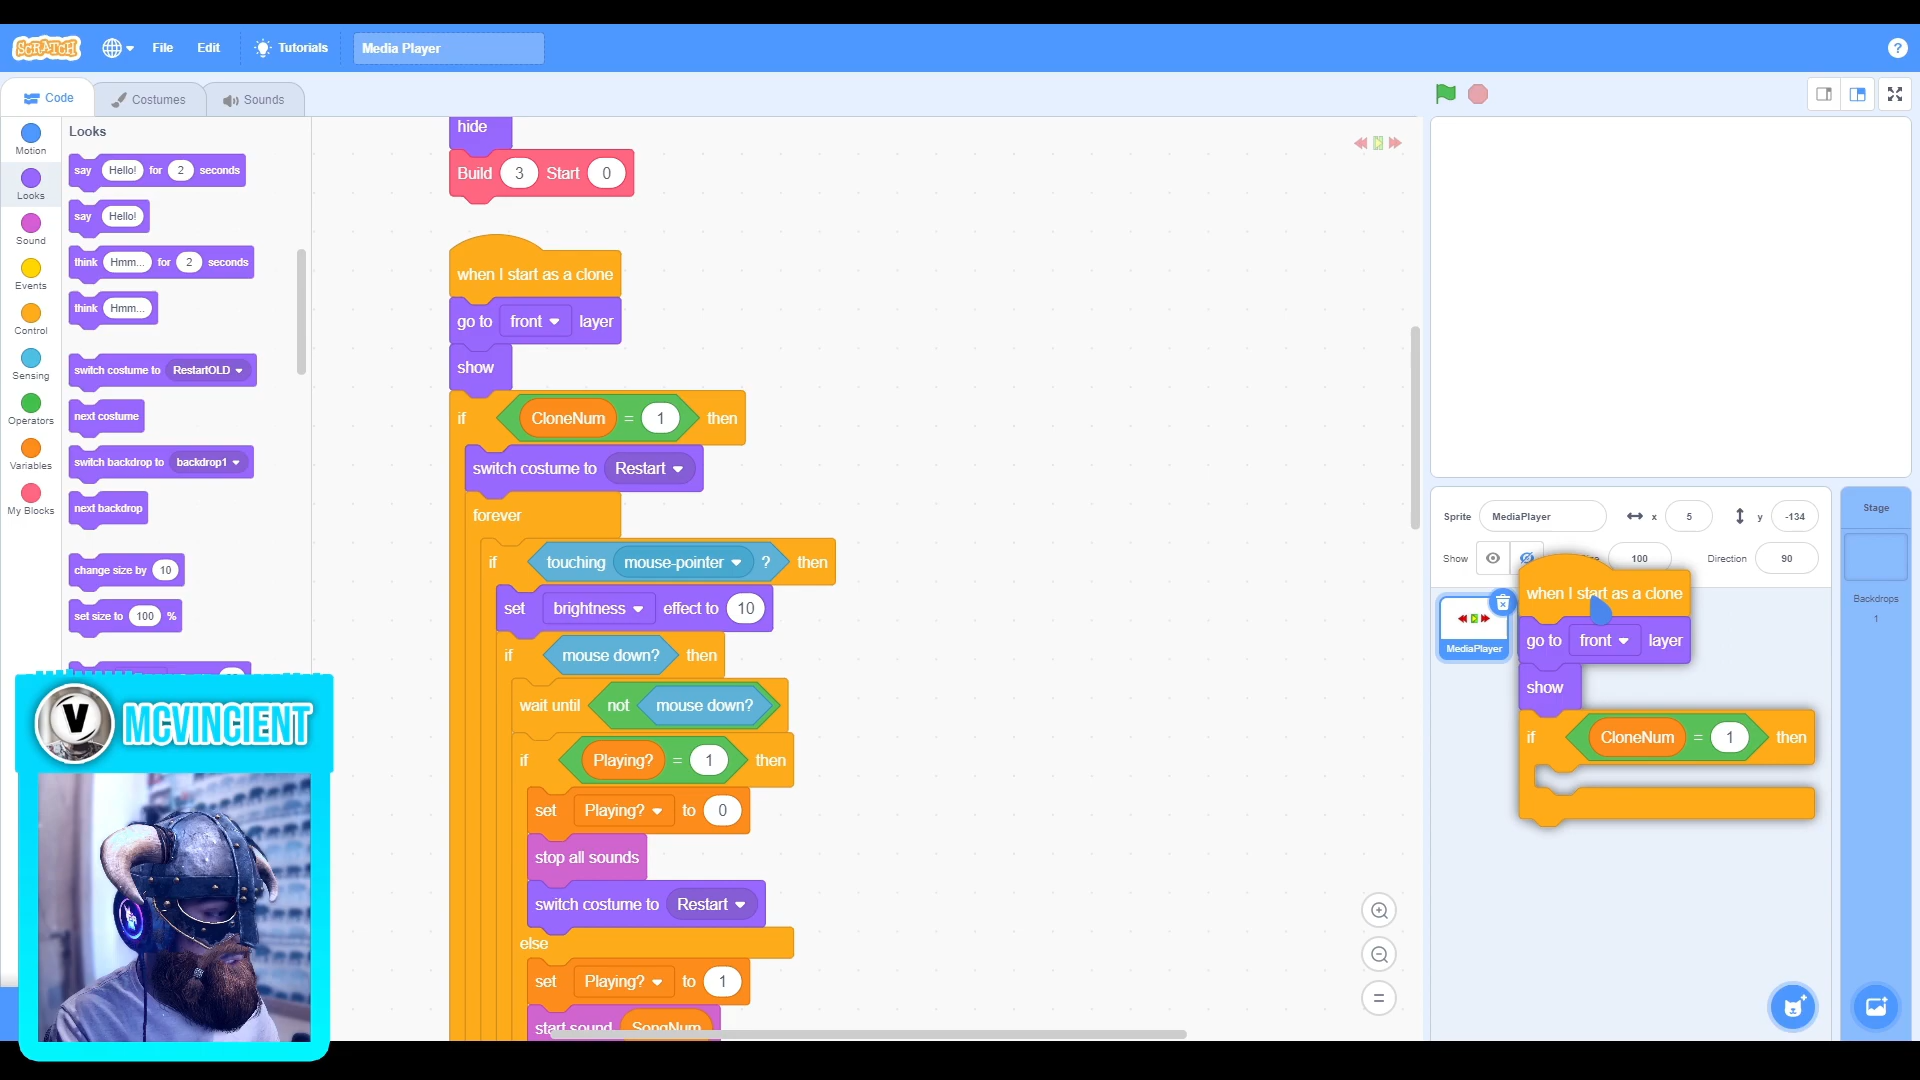 SCRATCH File Edit Tutorials Media Player ?
Code Costumes Sounds
Motion
Looks
Sound
Events
Control
Sensing
Operators
Variables
My Blocks
Looks
say Hello! for 2 seconds
say Hello!
think Hmm... for 2 seconds
think Hmm...
switch costume to RestartOLD
next costume
switch backdrop to backdrop1
next backdrop
change size by 10
set size to 100 %
hide
Build 3 Start 0
when I start as a clone
go to front layer
show
if CloneNum = 1 then
switch costume to Restart
forever
if touching mouse-pointer ? then
set brightness effect to 10
if mouse down? then
wait until not mouse down?
if Playing? = 1 then
set Playing? to 0
stop all sounds
switch costume to Restart
else
set Playing? to 1
start sound SongNum
Sprite MediaPlayer x 5 y -134
Show 100 Direction 90
MediaPlayer
when I start as a clone
go to front layer
show
if CloneNum = 1 then
Stage
Backdrops
1
V MCVINCIENT